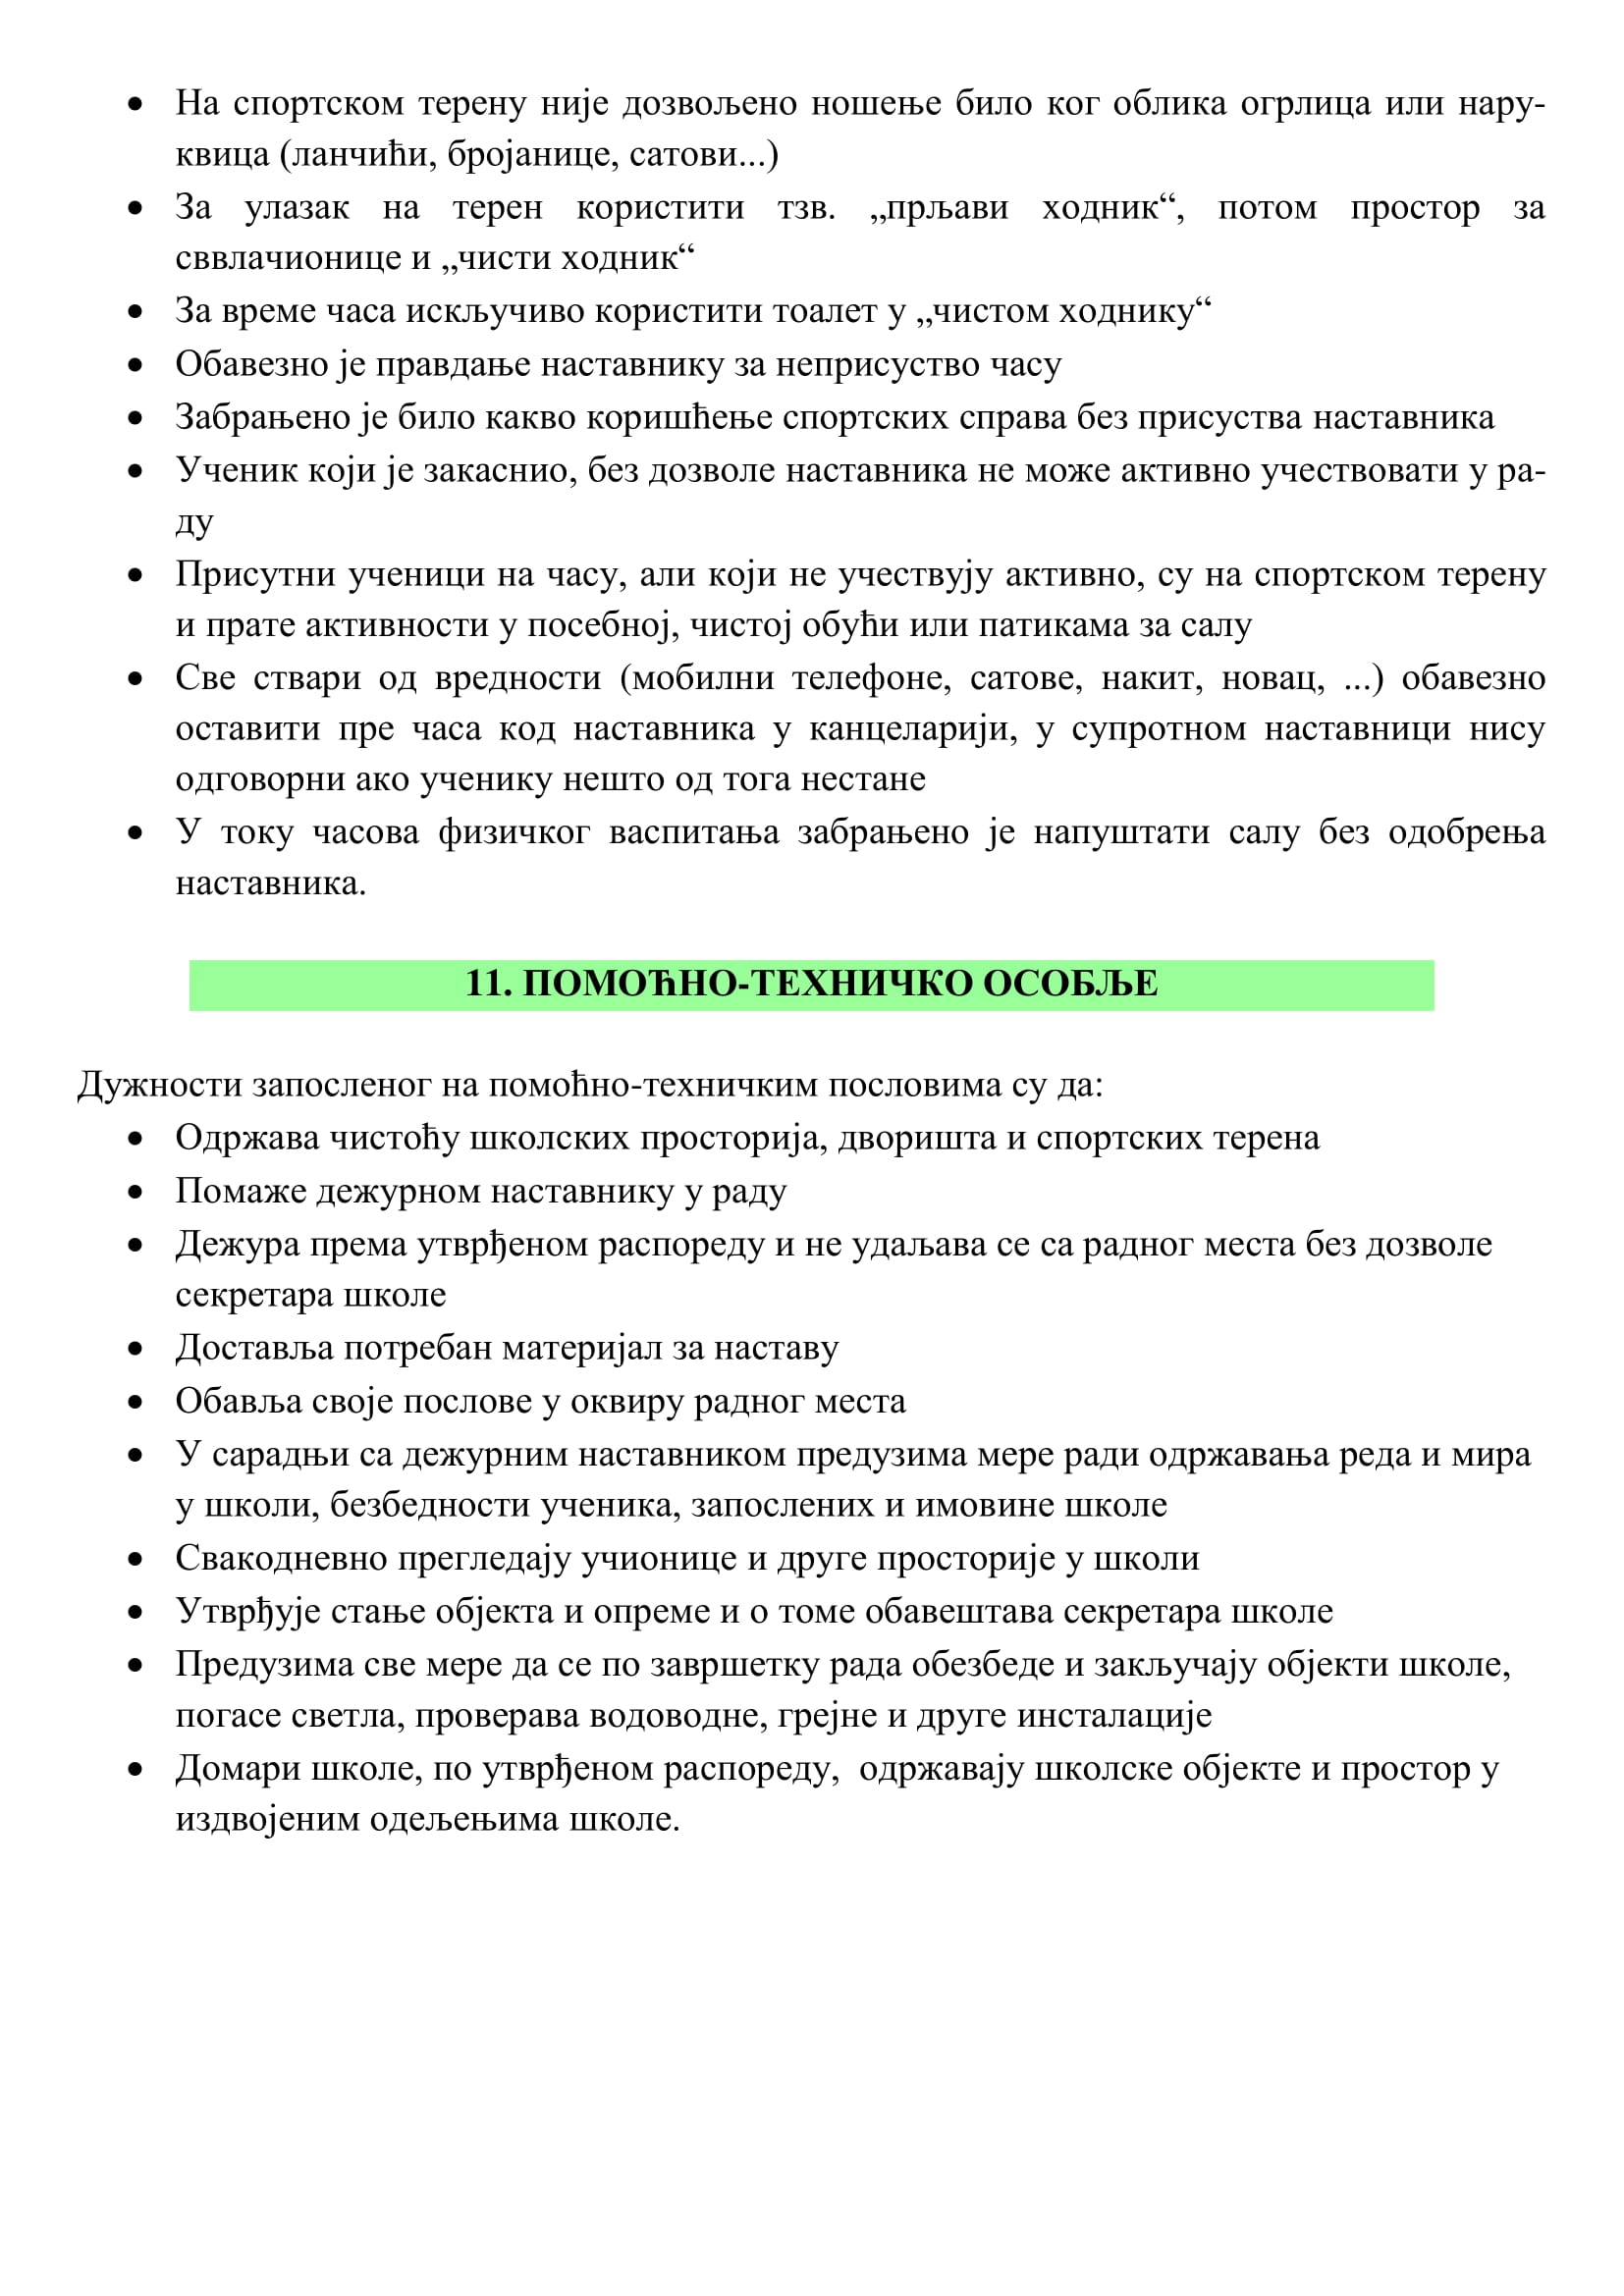 • На спортском терену није дозвољено ношење било ког облика огрлица или нару-
квица (ланчићи, бројанице, сатови...)
• За улазак на терен користити тзв. „прљави ходник“, потом простор за
сввлачионице и „чисти ходник“
• За време часа искључиво користити тоалет у „чистом ходнику“
• Обавезно је правдање наставнику за неприсуство часу
• Забрањено је било какво коришћење спортских справа без присуства наставника
• Ученик који је закаснио, без дозволе наставника не може активно учествовати у ра-
ду
• Присутни ученици на часу, али који не учествују активно, су на спортском терену
и прате активности у посебној, чистој обући или патикама за салу
• Све ствари од вредности (мобилни телефоне, сатове, накит, новац, ...) обавезно
оставити пре часа код наставника у канцеларији, у супротном наставници нису
одговорни ако ученику нешто од тога нестане
• У току часова физичког васпитања забрањено је напуштати салу без одобрења
наставника.
11. ПОМОЋНО-ТЕХНИЧКО ОСОБЉЕ
Дужности запосленог на помоћно-техничким пословима су да:
• Одржава чистоћу школских просторија, дворишта и спортских терена
• Помаже дежурном наставнику у раду
• Дежура према утврђеном распореду и не удаљава се са радног места без дозволе
секретара школе
• Доставља потребан материјал за наставу
• Обавља своје послове у оквиру радног места
• У сарадњи са дежурним наставником предузима мере ради одржавања реда и мира
у школи, безбедности ученика, запослених и имовине школе
• Свакодневно прегледају учионице и друге просторије у школи
• Утврђује стање објекта и опреме и о томе обавештава секретара школе
• Предузима све мере да се по завршетку рада обезбеде и закључају објекти школе,
погасе светла, проверава водоводне, грејне и друге инсталације
• Домари школе, по утврђеном распореду,  одржавају школске објекте и простор у
издвојеним одељењима школе.